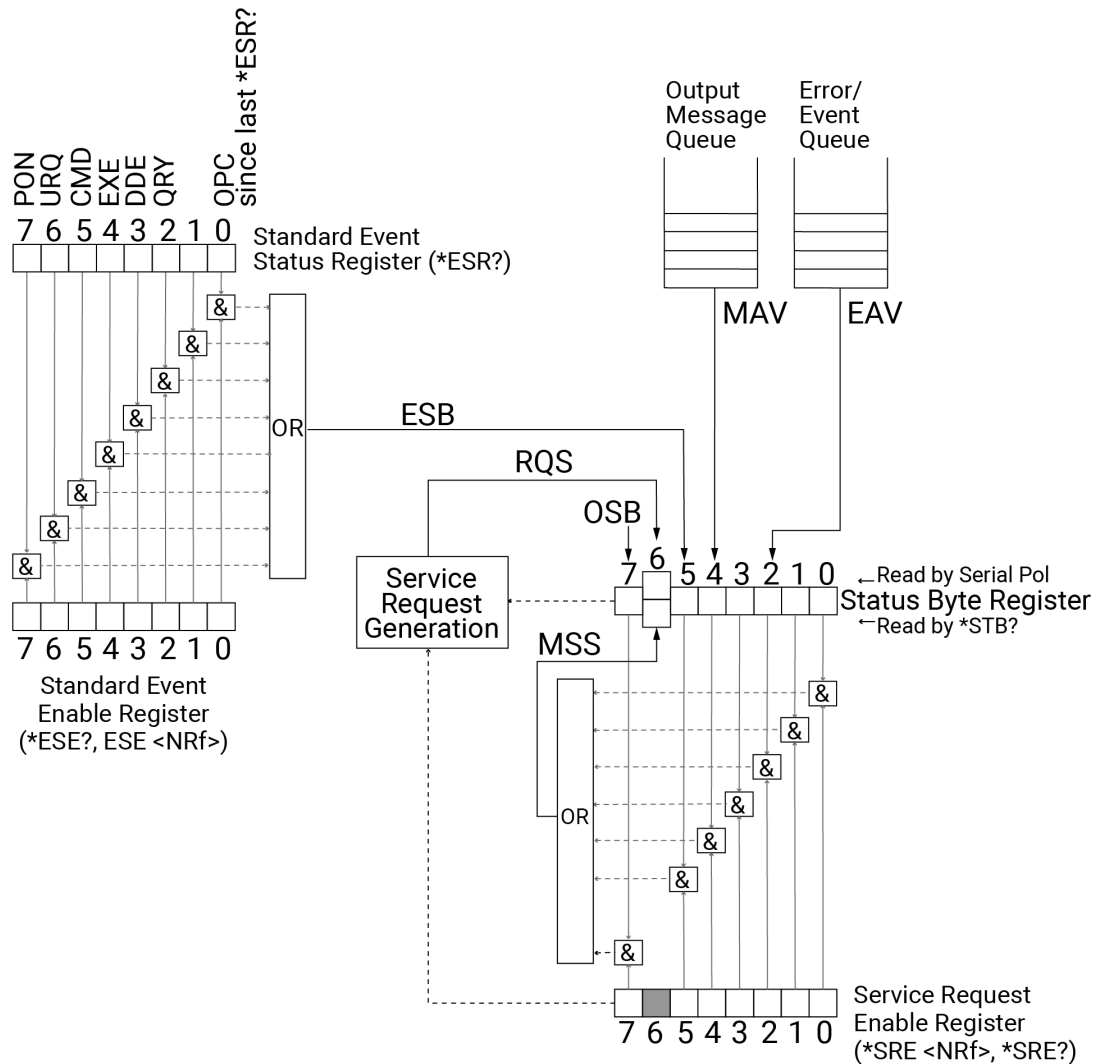 PON
URQ
CMD
EXE
DDE
QRY
OPC
since last *ESR?
7 6 5 4 3 2 1 0
Standard Event
Status Register (*ESR?)
&
&
&
&
&
&
&
&
OR
7 6 5 4 3 2 1 0
Standard Event
Enable Register
(*ESE?, ESE <NRf>)
Output
Message
Queue
Error/
Event
Queue
MAV
EAV
ESB
RQS
OSB
Service
Request
Generation
7 6 5 4 3 2 1 0
←Read by Serial Pol
Status Byte Register
←Read by *STB?
MSS
&
&
&
&
&
&
&
OR
7 6 5 4 3 2 1 0
Service Request
Enable Register
(*SRE <NRf>, *SRE?)